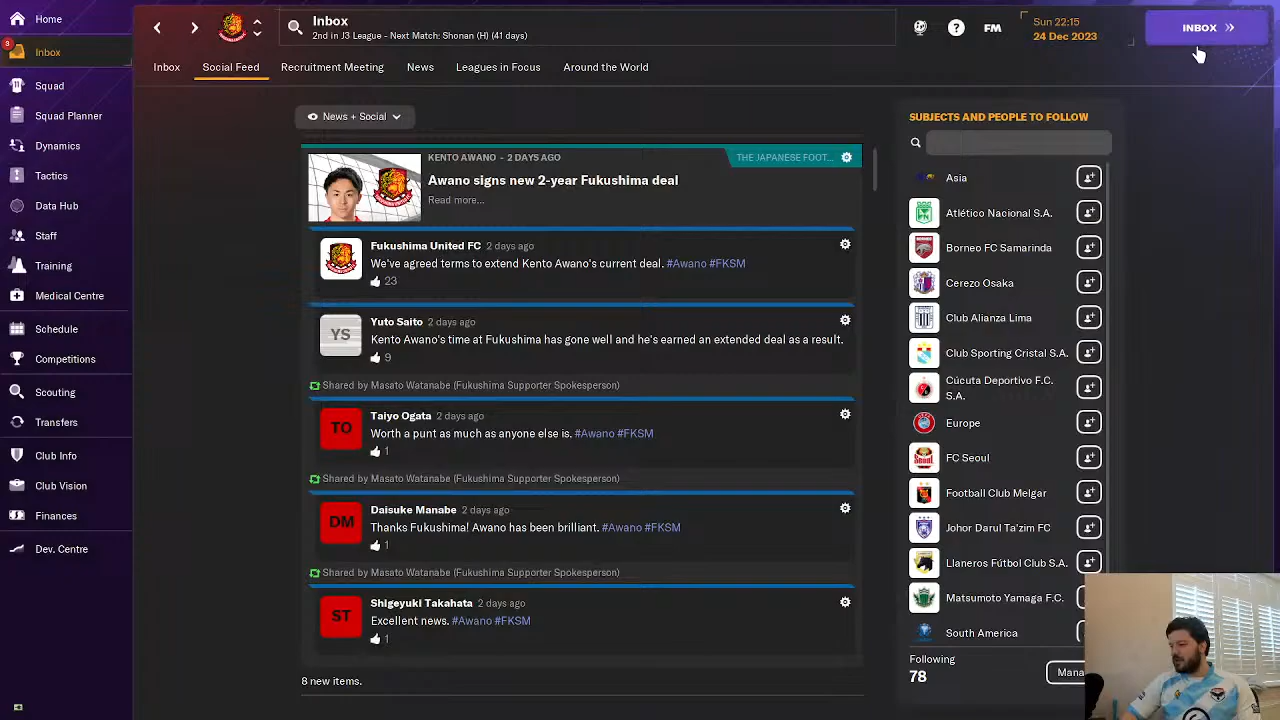 Home
Inbox
2nd in J3 League - Next Match: Shonan (H) (41 days)
FM
Sun 22:15
24 Dec 2023
INBOX
3
Inbox
Squad
Squad Planner
Dynamics
Tactics
Data Hub
Staff
Training
Medical Centre
Schedule
Competitions
Scouting
Transfers
Club Info
Club Vision
Finances
Dev. Centre
Inbox
Social Feed
Recruitment Meeting
News
Leagues in Focus
Around the World
News + Social
KENTO AWANO - 2 DAYS AGO
THE JAPANESE FOOT...
Awano signs new 2-year Fukushima deal
Read more...
Fukushima United FC 2 days ago
We've agreed terms to extend Kento Awano's current deal. #Awano #FKSM
YS
Yuto Saito 2 days ago
Kento Awano's time at Fukushima has gone well and he's earned an extended deal as a result.
Shared by Masato Watanabe (Fukushima Supporter Spokesperson)
TO
Taiyo Ogata 2 days ago
Worth a punt as much as anyone else is. #Awano #FKSM
1
Shared by Masato Watanabe (Fukushima Supporter Spokesperson)
DM
Daisuke Manabe 2 days ago
Thanks Fukushima! Awano has been brilliant. #Awano #FKSM
1
Shared by Masato Watanabe (Fukushima Supporter Spokesperson)
ST
Shigeyuki Takahashi 2 days ago
Excellent news. #Awano #FKSM
1
8 new items.
SUBJECTS AND PEOPLE TO FOLLOW
Asia
Atlético Nacional S.A.
Borneo FC Samarinda
Cerezo Osaka
Club Alianza Lima
Club Sporting Cristal S.A.
Cúcuta Deportivo F.C.
S.A.
Europe
FC Seoul
Football Club Melgar
Johor Darul Ta'zim FC
Llaneros Fútbol Club S.A.
Matsumoto Yamaga F.C.
South America
Following
78
Mana